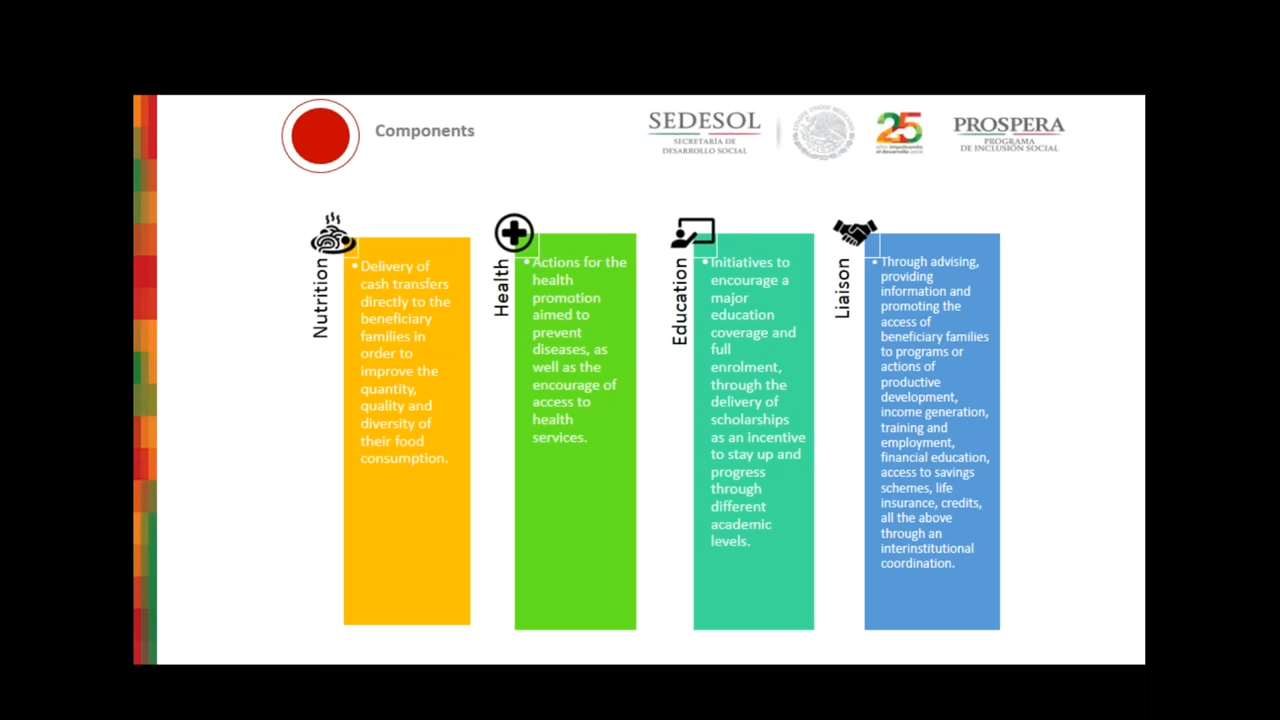 Components
SEDESOL
SECRETARÍA DE
DESARROLLO SOCIAL
25
PROSPERA
PROGRAMA
DE INCLUSIÓN SOCIAL
Nutrition
• Delivery of
cash transfers
directly to the
beneficiary
families in
order to
improve the
quantity,
quality and
diversity of
their food
consumption.
Health
• Actions for the
health
promotion
aimed to
prevent
diseases, as
well as the
encourage of
access to
health
services.
Education
• Initiatives to
encourage a
major
education
coverage and
full
enrolment,
through the
delivery of
scholarships
as an incentive
to stay up and
progress
through
different
academic
levels.
Liaison
• Through advising,
providing
information and
promoting the
access of
beneficiary families
to programs or
actions of
productive
development,
income generation,
training and
employment,
financial education,
access to savings
schemes, life
insurance, credits,
all the above
through an
interinstitutional
coordination.